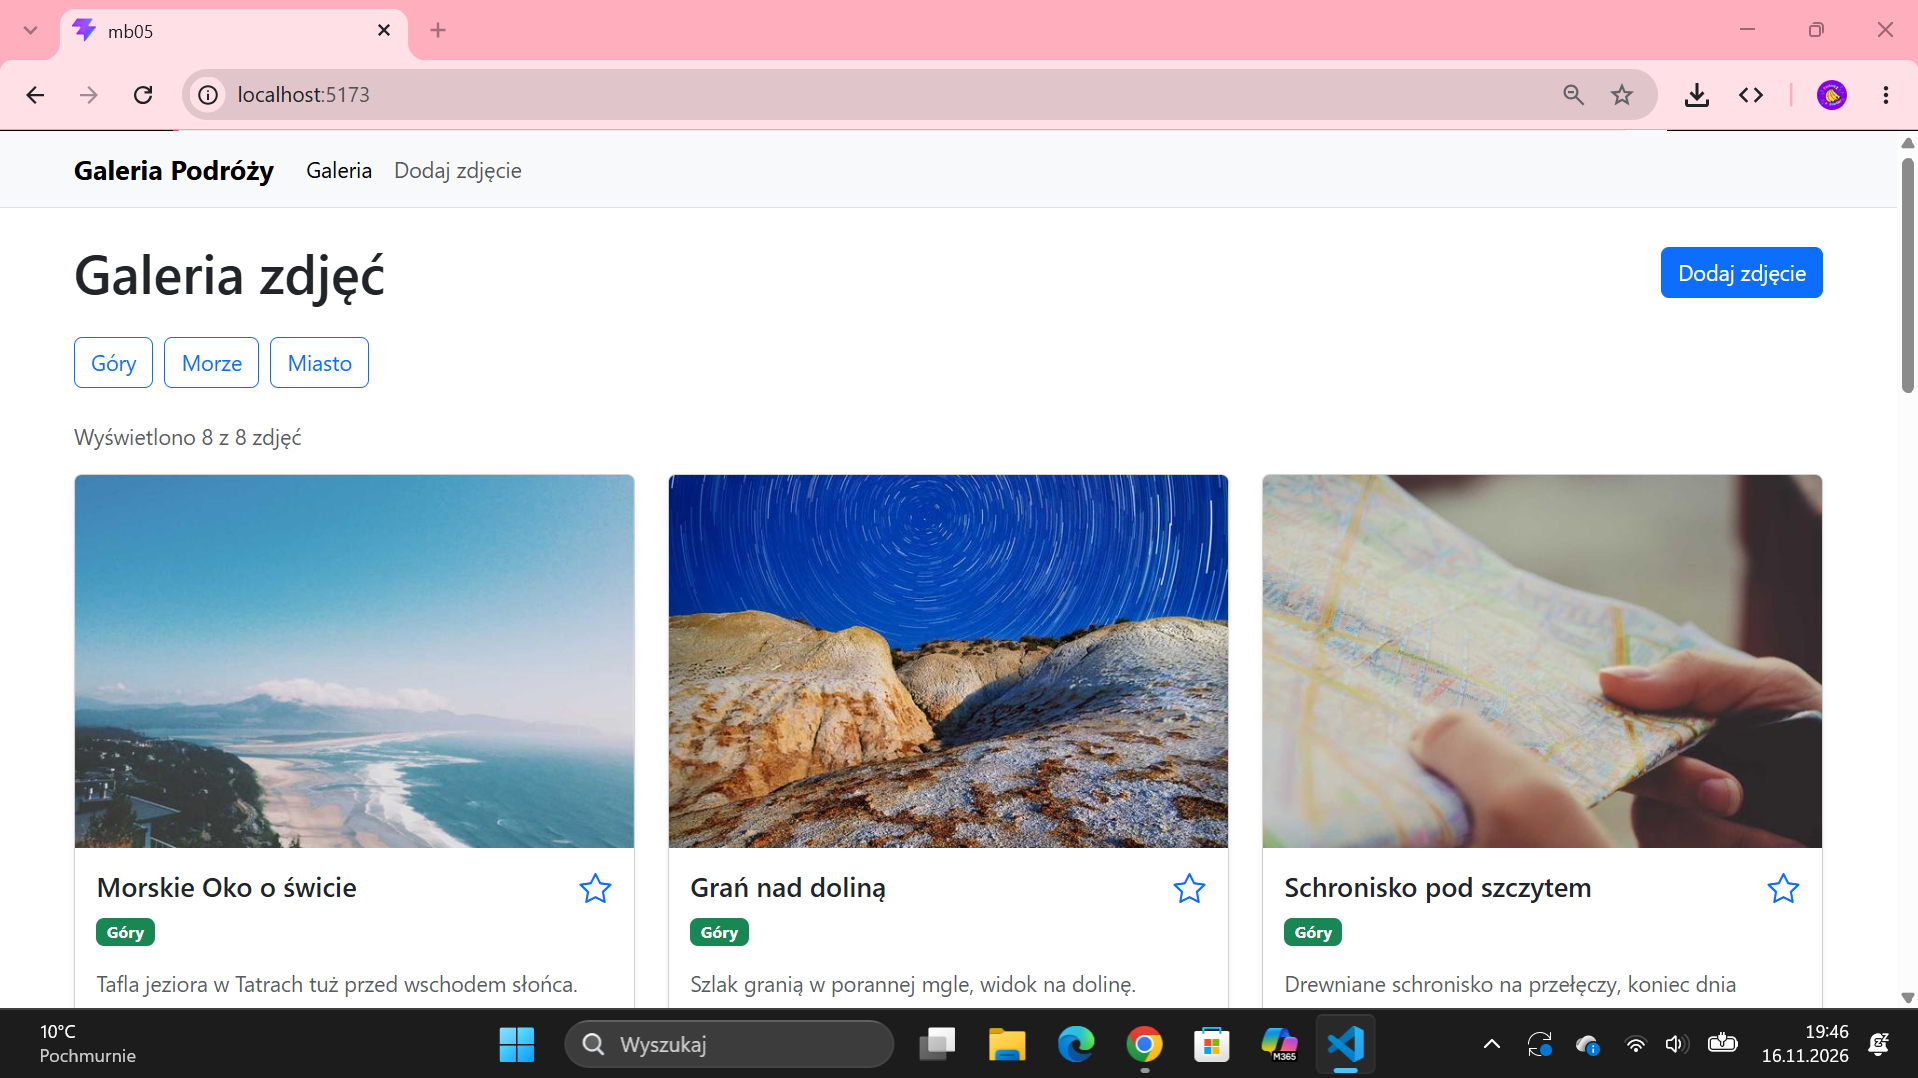 mb05
localhost:5173
Galeria Podróży Galeria Dodaj zdjęcie
Galeria zdjęć
Dodaj zdjęcie
Góry Morze Miasto
Wyświetlono 8 z 8 zdjęć
Morskie Oko o świcie
Góry
Tafla jeziora w Tatrach tuż przed wschodem słońca.
Grań nad doliną
Góry
Szlak granią w porannej mgle, widok na dolinę.
Schronisko pod szczytem
Góry
Drewniane schronisko na przełęczy, koniec dnia
10°C
Pochmurnie
Wyszukaj
M365
19:46
16.11.2026